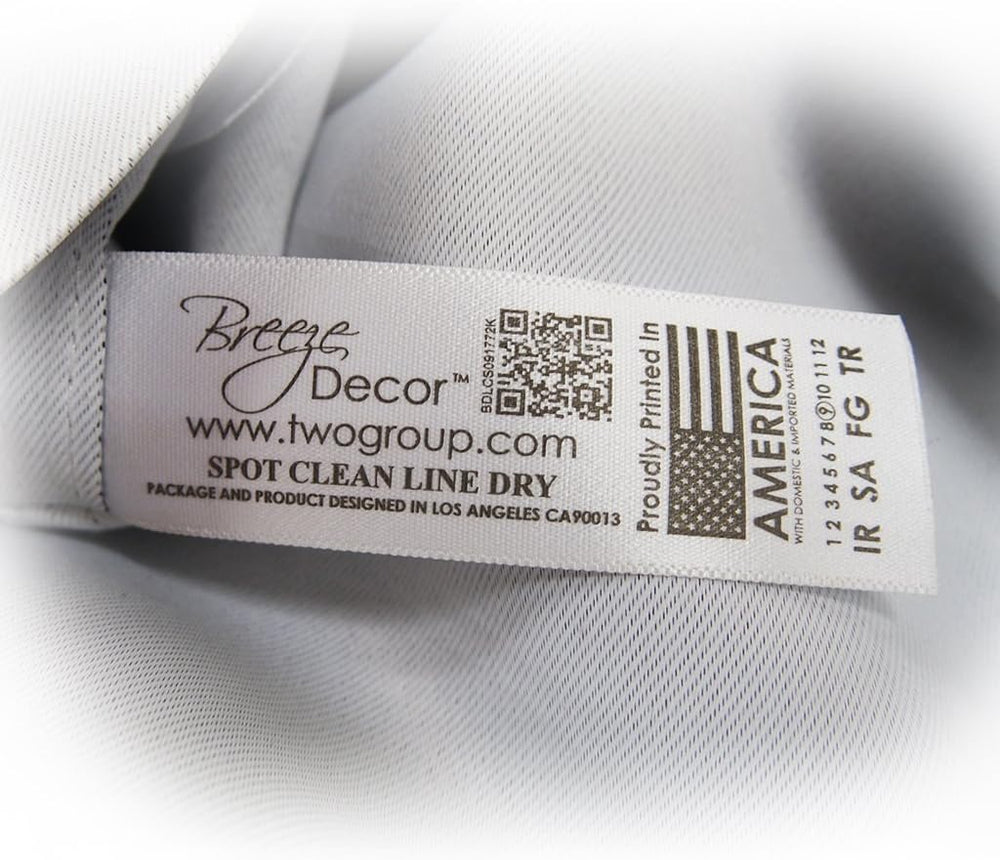 Breeze
Decor™
www.twogroup.com
SPOT CLEAN LINE DRY
PACKAGE AND PRODUCT DESIGNED IN LOS ANGELES CA90013
BDLCS091772K
Proudly Printed In
AMERICA
WITH DOMESTIC & IMPORTED MATERIALS
1 2 3 4 5 6 7 8 9 10 11 12
IR SA FG TR